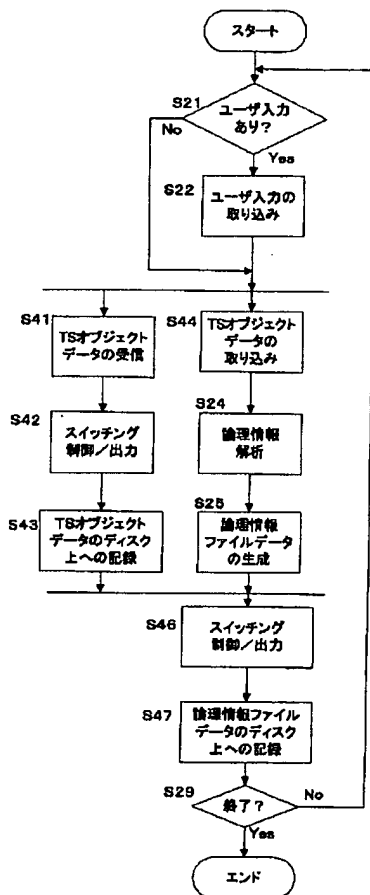 スタート
S21
ユーザ入力
あり?
No
Yes
S22
ユーザ入力の
取り込み
S41
TSオブジェクト
データの受信
S44
TSオブジェクト
データの
取り込み
S42
スイッチング
制御/出力
S24
論理情報
解析
S43
TSオブジェクト
データのディスク
上への記録
S25
論理情報
ファイルデータ
の生成
S46
スイッチング
制御/出力
S47
論理情報ファイル
データのディスク
上への記録
S29
終了?
No
Yes
エンド